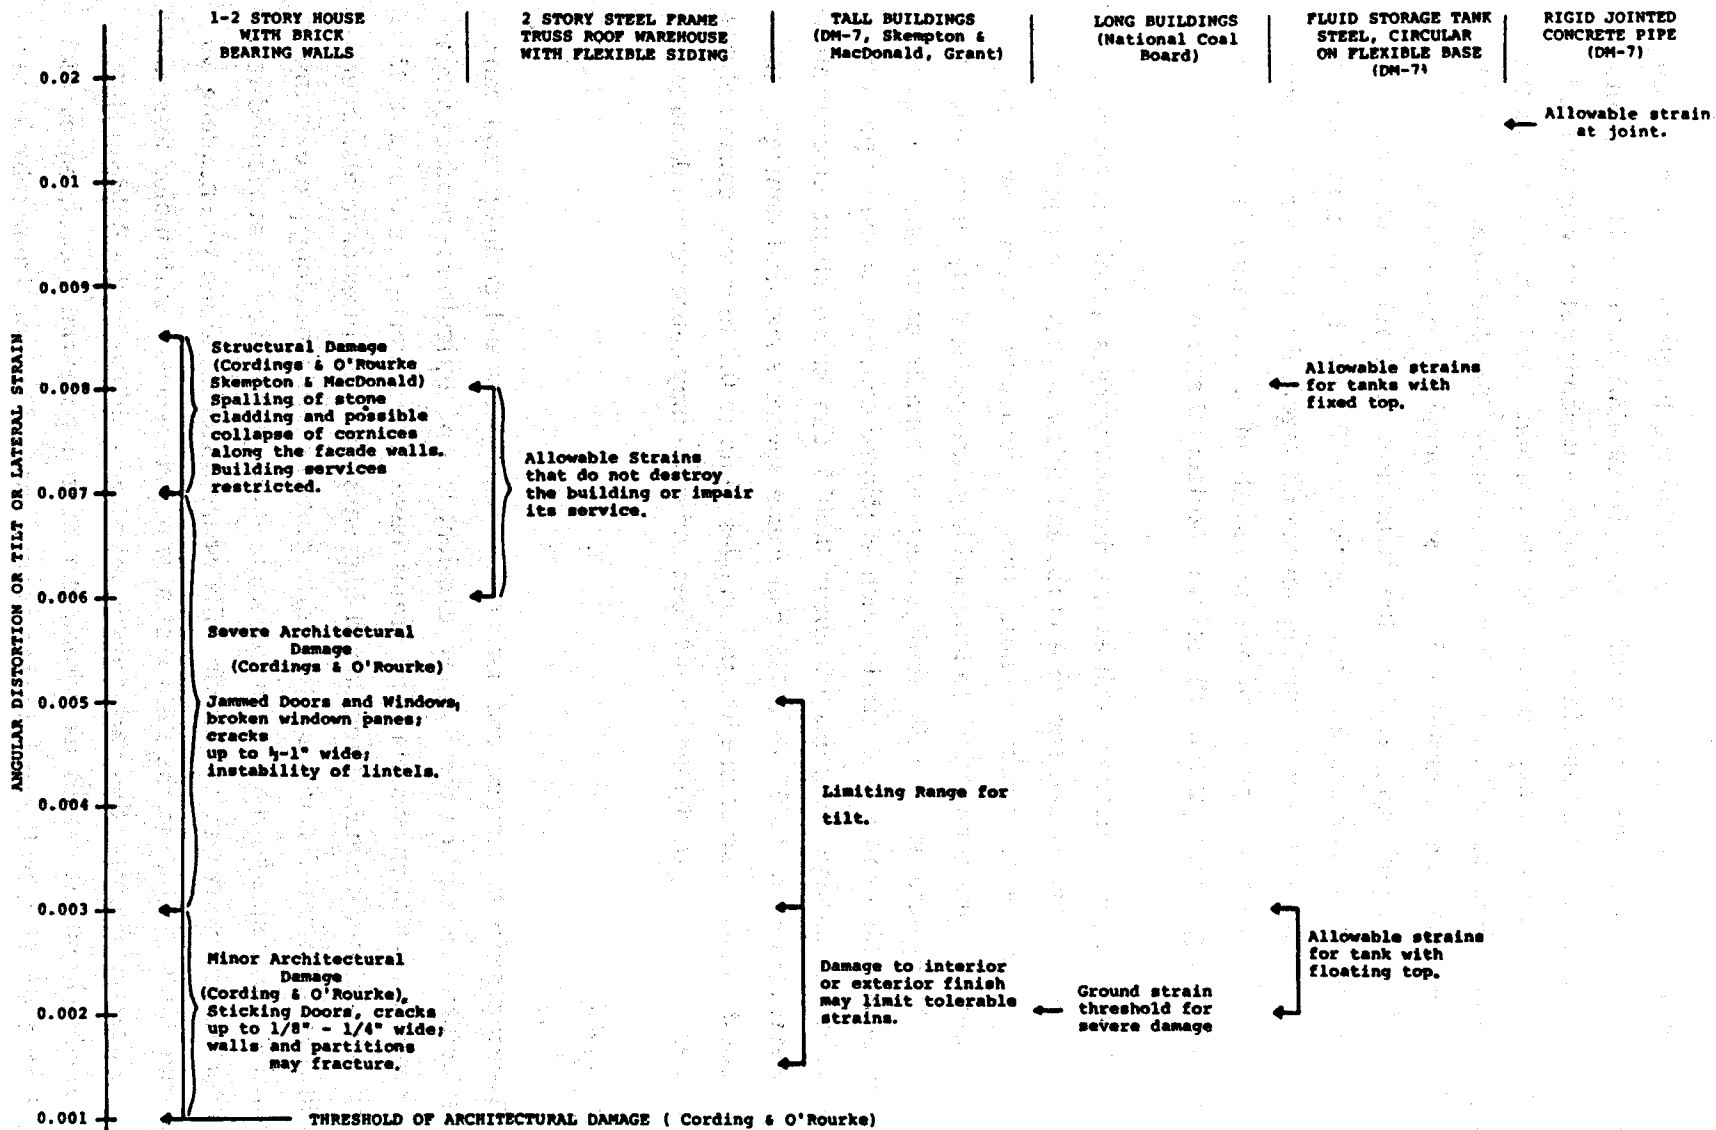 1-2 STORY HOUSE
WITH BRICK
BEARING WALLS
2 STORY STEEL FRAME
TRUSS ROOF WAREHOUSE
WITH FLEXIBLE SIDING
TALL BUILDINGS
(DM-7, Skempton &
MacDonald, Grant)
LONG BUILDINGS
(National Coal
Board)
FLUID STORAGE TANK
STEEL, CIRCULAR
ON FLEXIBLE BASE
(DM-7)
RIGID JOINTED
CONCRETE PIPE
(DM-7)
ANGULAR DISTORTION OR TILT OR LATERAL STRAIN
0.02
0.01
0.009
0.008
0.007
0.006
0.005
0.004
0.003
0.002
0.001
Structural Damage
(Cordings & O'Rourke
Skempton & MacDonald)
Spalling of stone
cladding and possible
collapse of cornices
along the facade walls.
Building services
restricted.
Severe Architectural
Damage
(Cordings & O'Rourke)
Jammed Doors and Windows,
broken windown panes;
cracks
up to ½-1" wide;
instability of lintels.
Minor Architectural
Damage
(Cording & O'Rourke),
Sticking Doors, cracks
up to 1/8" - 1/4" wide;
walls and partitions
may fracture.
THRESHOLD OF ARCHITECTURAL DAMAGE ( Cording & O'Rourke)
Allowable Strains
that do not destroy
the building or impair
its service.
Limiting Range for
tilt.
Damage to interior
or exterior finish
may limit tolerable
strains.
Ground strain
threshold for
severe damage
Allowable strains
for tanks with
fixed top.
Allowable strains
for tank with
floating top.
Allowable strain
at joint.